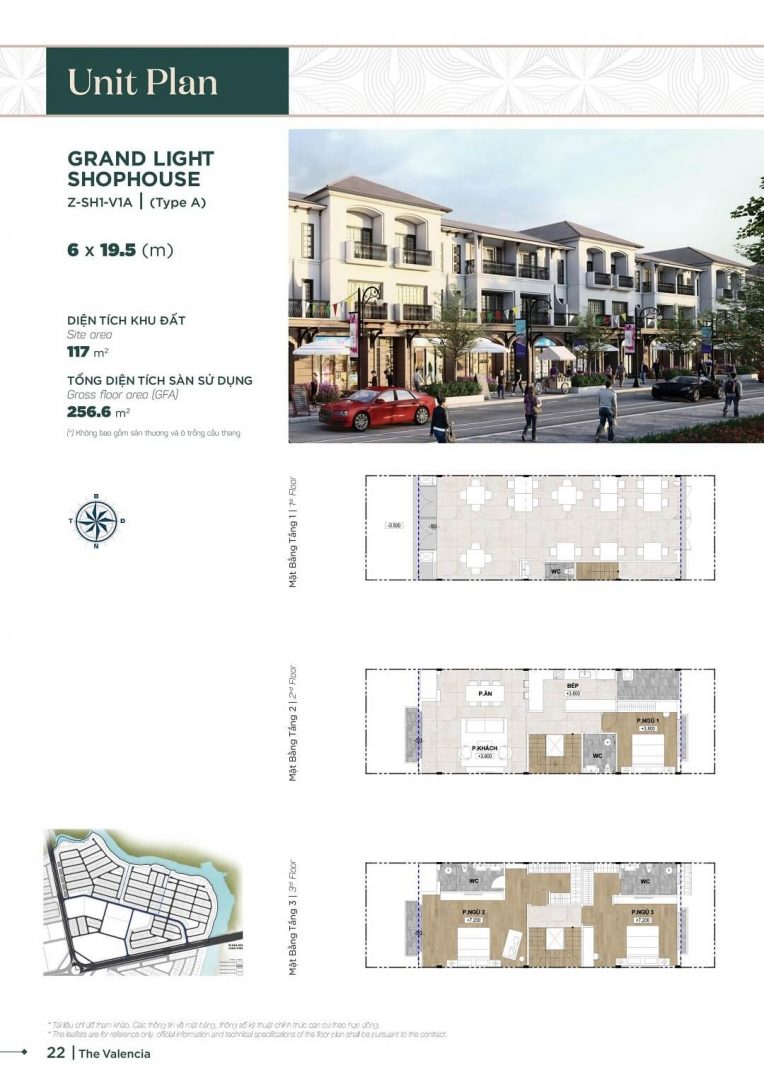 Unit Plan
GRAND LIGHT
SHOPHOUSE
Z-SH1-V1A | (Type A)
6 x 19.5 (m)
DIỆN TÍCH KHU ĐẤT
Site area
117 m²
TỔNG DIỆN TÍCH SÀN SỬ DỤNG
Gross floor area (GFA)
256.6 m²
(*) Không bao gồm sân thượng và ô trống cầu thang
B
T Đ
N
Mặt Bằng Tầng 1 | 1st Floor
-0.500
-50
WC
Mặt Bằng Tầng 2 | 2nd Floor
P.ĂN
BẾP
+3.800
P.KHÁCH
+3.800
WC
P.NGỦ 1
+3.800
Mặt Bằng Tầng 3 | 3rd Floor
WC
WC
P.NGỦ 2
+7.200
P.NGỦ 3
+7.200
* Tài liệu chỉ để tham khảo. Các thông tin về mặt bằng, thông số kỹ thuật chính thức căn cứ theo hợp đồng.
* The leaflets are for reference only, official information and technical specifications of the floor plan shall be pursuant to the contract.
22 | The Valencia